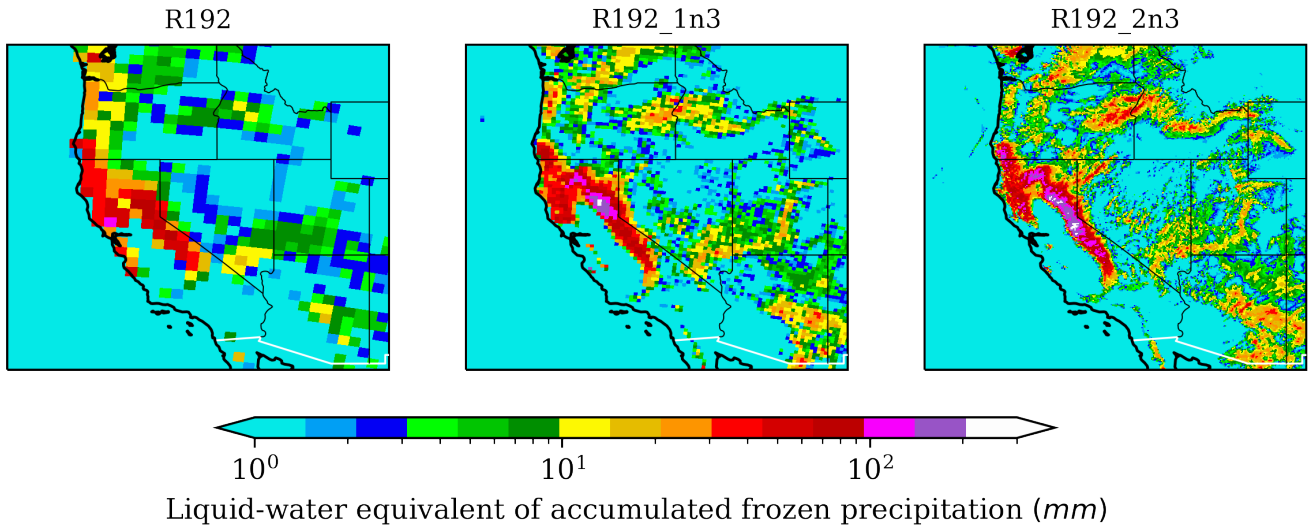 R192 R192_1n3 R192_2n3
10⁰ 10¹ 10²
Liquid-water equivalent of accumulated frozen precipitation (mm)